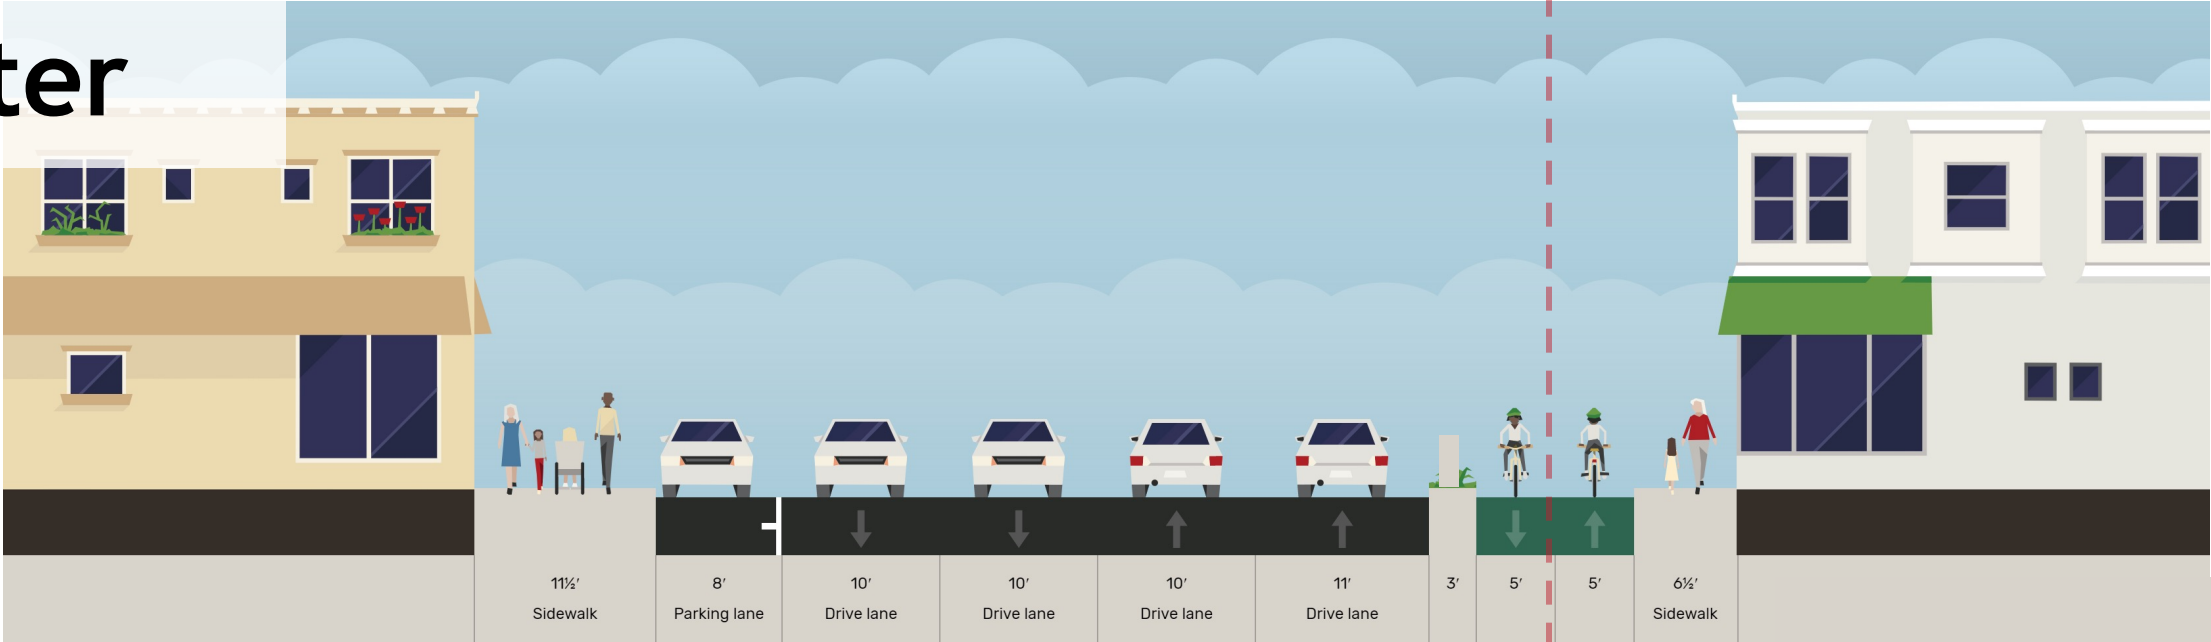 ter
11½′ 8′ 10′ 10′ 10′ 11′ 3′ 5′ 5′ 6½′
Sidewalk Parking lane Drive lane Drive lane Drive lane Drive lane Sidewalk